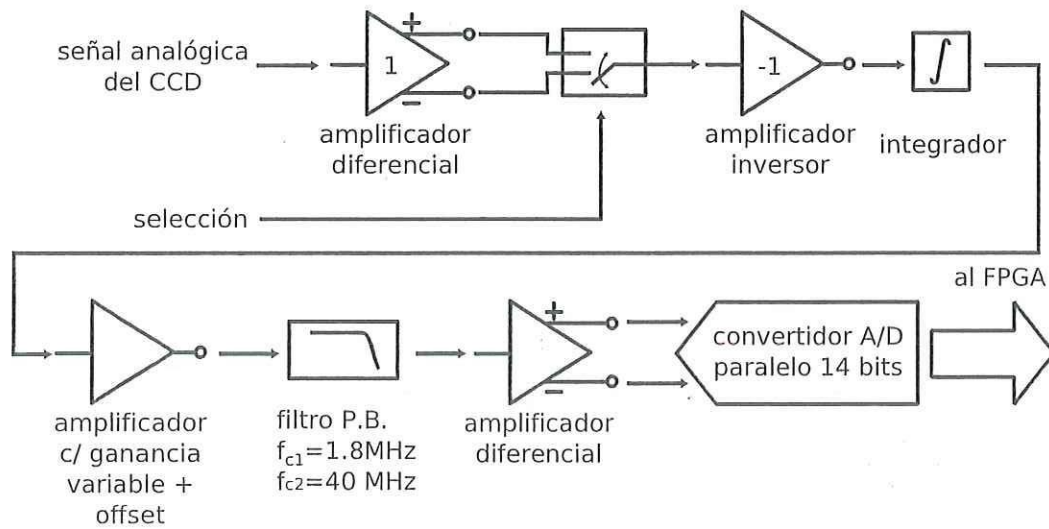 señal analógica
del CCD
1
+
−
amplificador
diferencial
selección
-1
amplificador
inversor
∫
integrador
al FPGA
amplificador
c/ ganancia
variable +
offset
filtro P.B.
fc1=1.8MHz
fc2=40 MHz
+
−
amplificador
diferencial
convertidor A/D
paralelo 14 bits